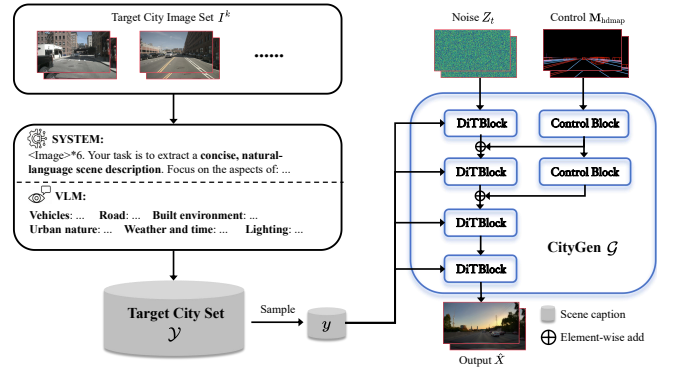 Target City Image Set I^k
......
SYSTEM:
<Image>*6. Your task is to extract a concise, natural-
language scene description. Focus on the aspects of: ...
VLM:
Vehicles: ... Road: ... Built environment: ...
Urban nature: ... Weather and time: ... Lighting: ...
Target City Set
𝒴
Sample
y
Noise Z_t
Control M_hdmap
DiTBlock
Control Block
DiTBlock
Control Block
DiTBlock
DiTBlock
CityGen 𝒢
Output X̂
Scene caption
Element-wise add